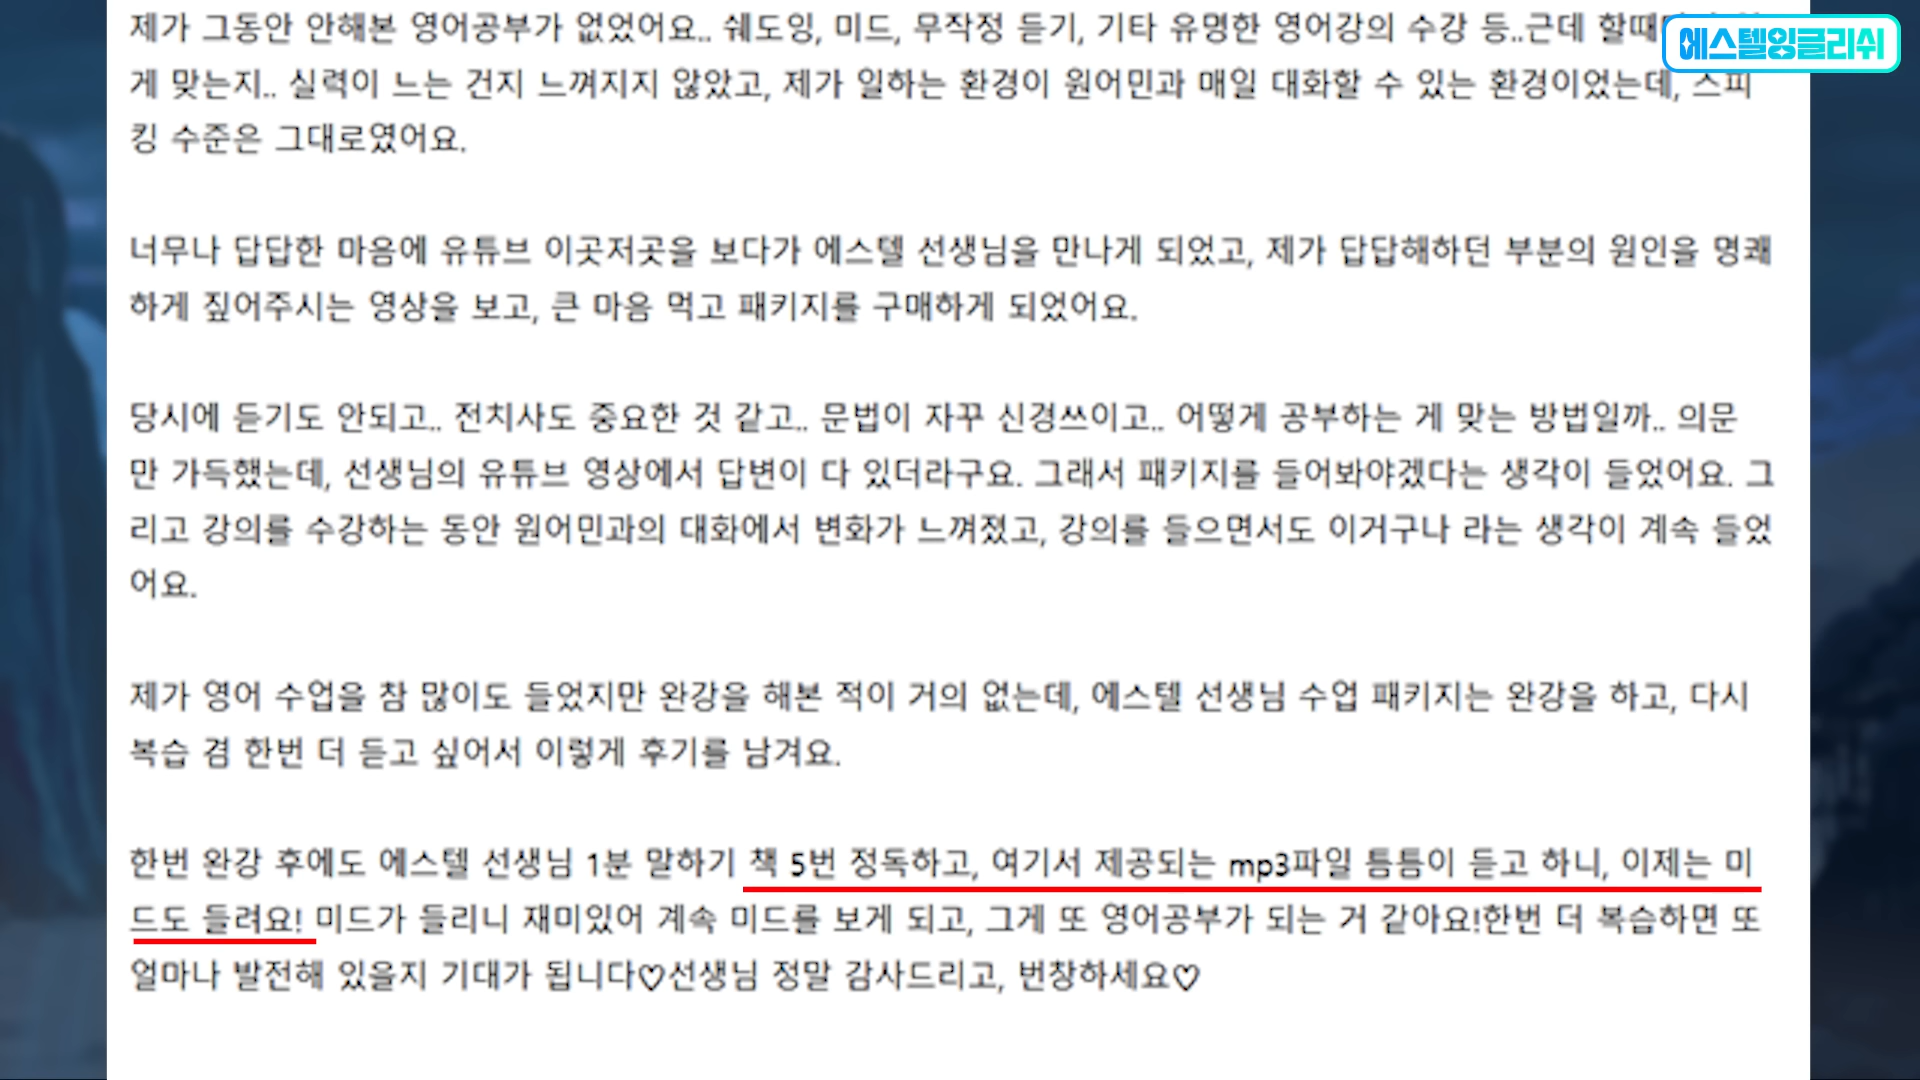 제가 그동안 안해본 영어공부가 없었어요.. 쉐도잉, 미드, 무작정 듣기, 기타 유명한 영어강의 수강 등..근데
에스텔잉글리쉬
게 맞는지.. 실력이 느는 건지 느껴지지 않았고, 제가 일하는 환경이 원어민과 매일 대화할 수 있는 환경이었는데, 스피
킹 수준은 그대로였어요.
너무나 답답한 마음에 유튜브 이곳저곳을 보다가 에스텔 선생님을 만나게 되었고, 제가 답답해하던 부분의 원인을 명쾌
하게 짚어주시는 영상을 보고, 큰 마음 먹고 패키지를 구매하게 되었어요.
당시에 듣기도 안되고.. 전치사도 중요한 것 같고.. 문법이 자꾸 신경쓰이고.. 어떻게 공부하는 게 맞는 방법일까.. 의문
만 가득했는데, 선생님의 유튜브 영상에서 답변이 다 있더라구요. 그래서 패키지를 들어봐야겠다는 생각이 들었어요. 그
리고 강의를 수강하는 동안 원어민과의 대화에서 변화가 느껴졌고, 강의를 들으면서도 이거구나 라는 생각이 계속 들었
어요.
제가 영어 수업을 참 많이도 들었지만 완강을 해본 적이 거의 없는데, 에스텔 선생님 수업 패키지는 완강을 하고, 다시
복습 겸 한번 더 듣고 싶어서 이렇게 후기를 남겨요.
한번 완강 후에도 에스텔 선생님 1분 말하기 책 5번 정독하고, 여기서 제공되는 mp3파일 틈틈이 듣고 하니, 이제는 미
드도 들려요! 미드가 들리니 재미있어 계속 미드를 보게 되고, 그게 또 영어공부가 되는 거 같아요!한번 더 복습하면 또
얼마나 발전해 있을지 기대가 됩니다♡선생님 정말 감사드리고, 번창하세요♡